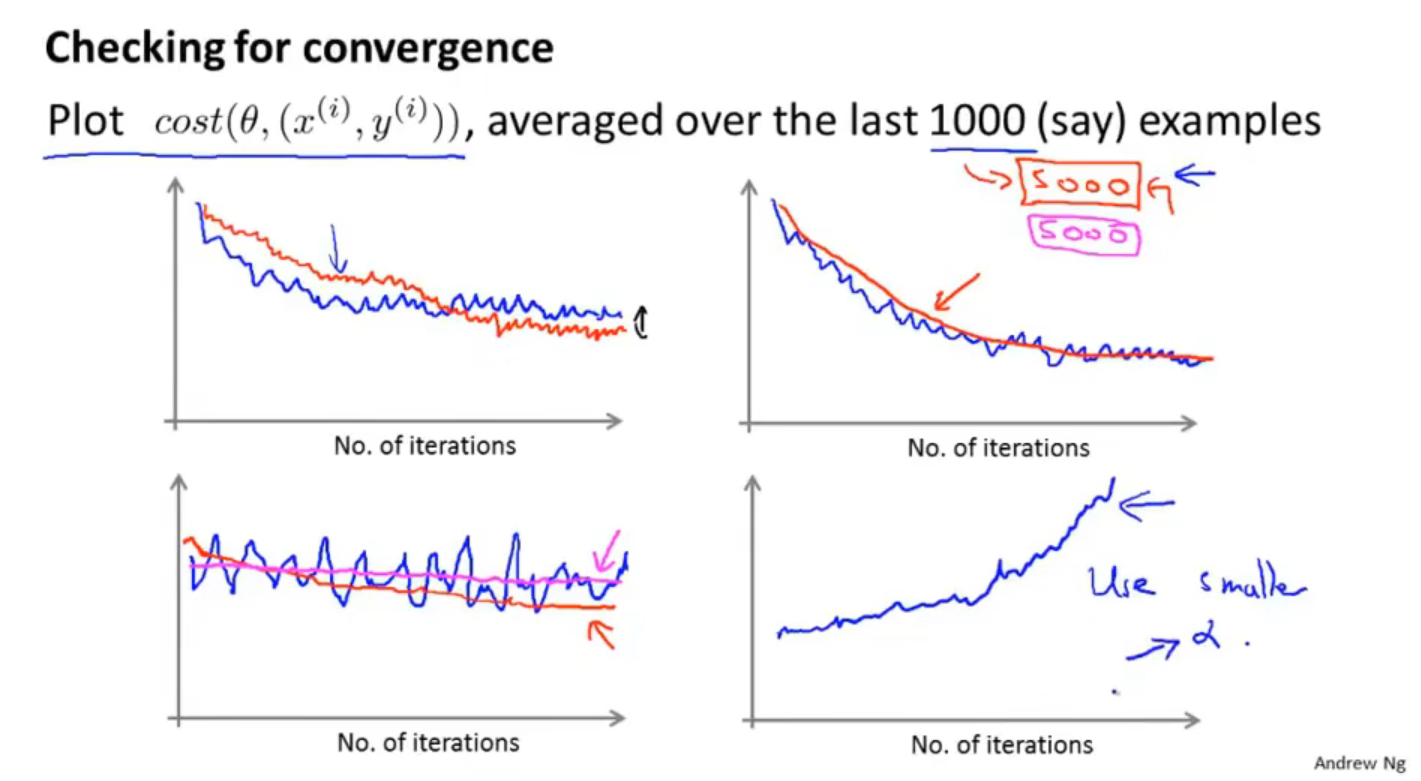 Checking for convergence
Plot cost(θ, (x^(i), y^(i))), averaged over the last 1000 (say) examples
5000
5000
No. of iterations
No. of iterations
Use smaller
α.
No. of iterations
No. of iterations
Andrew Ng